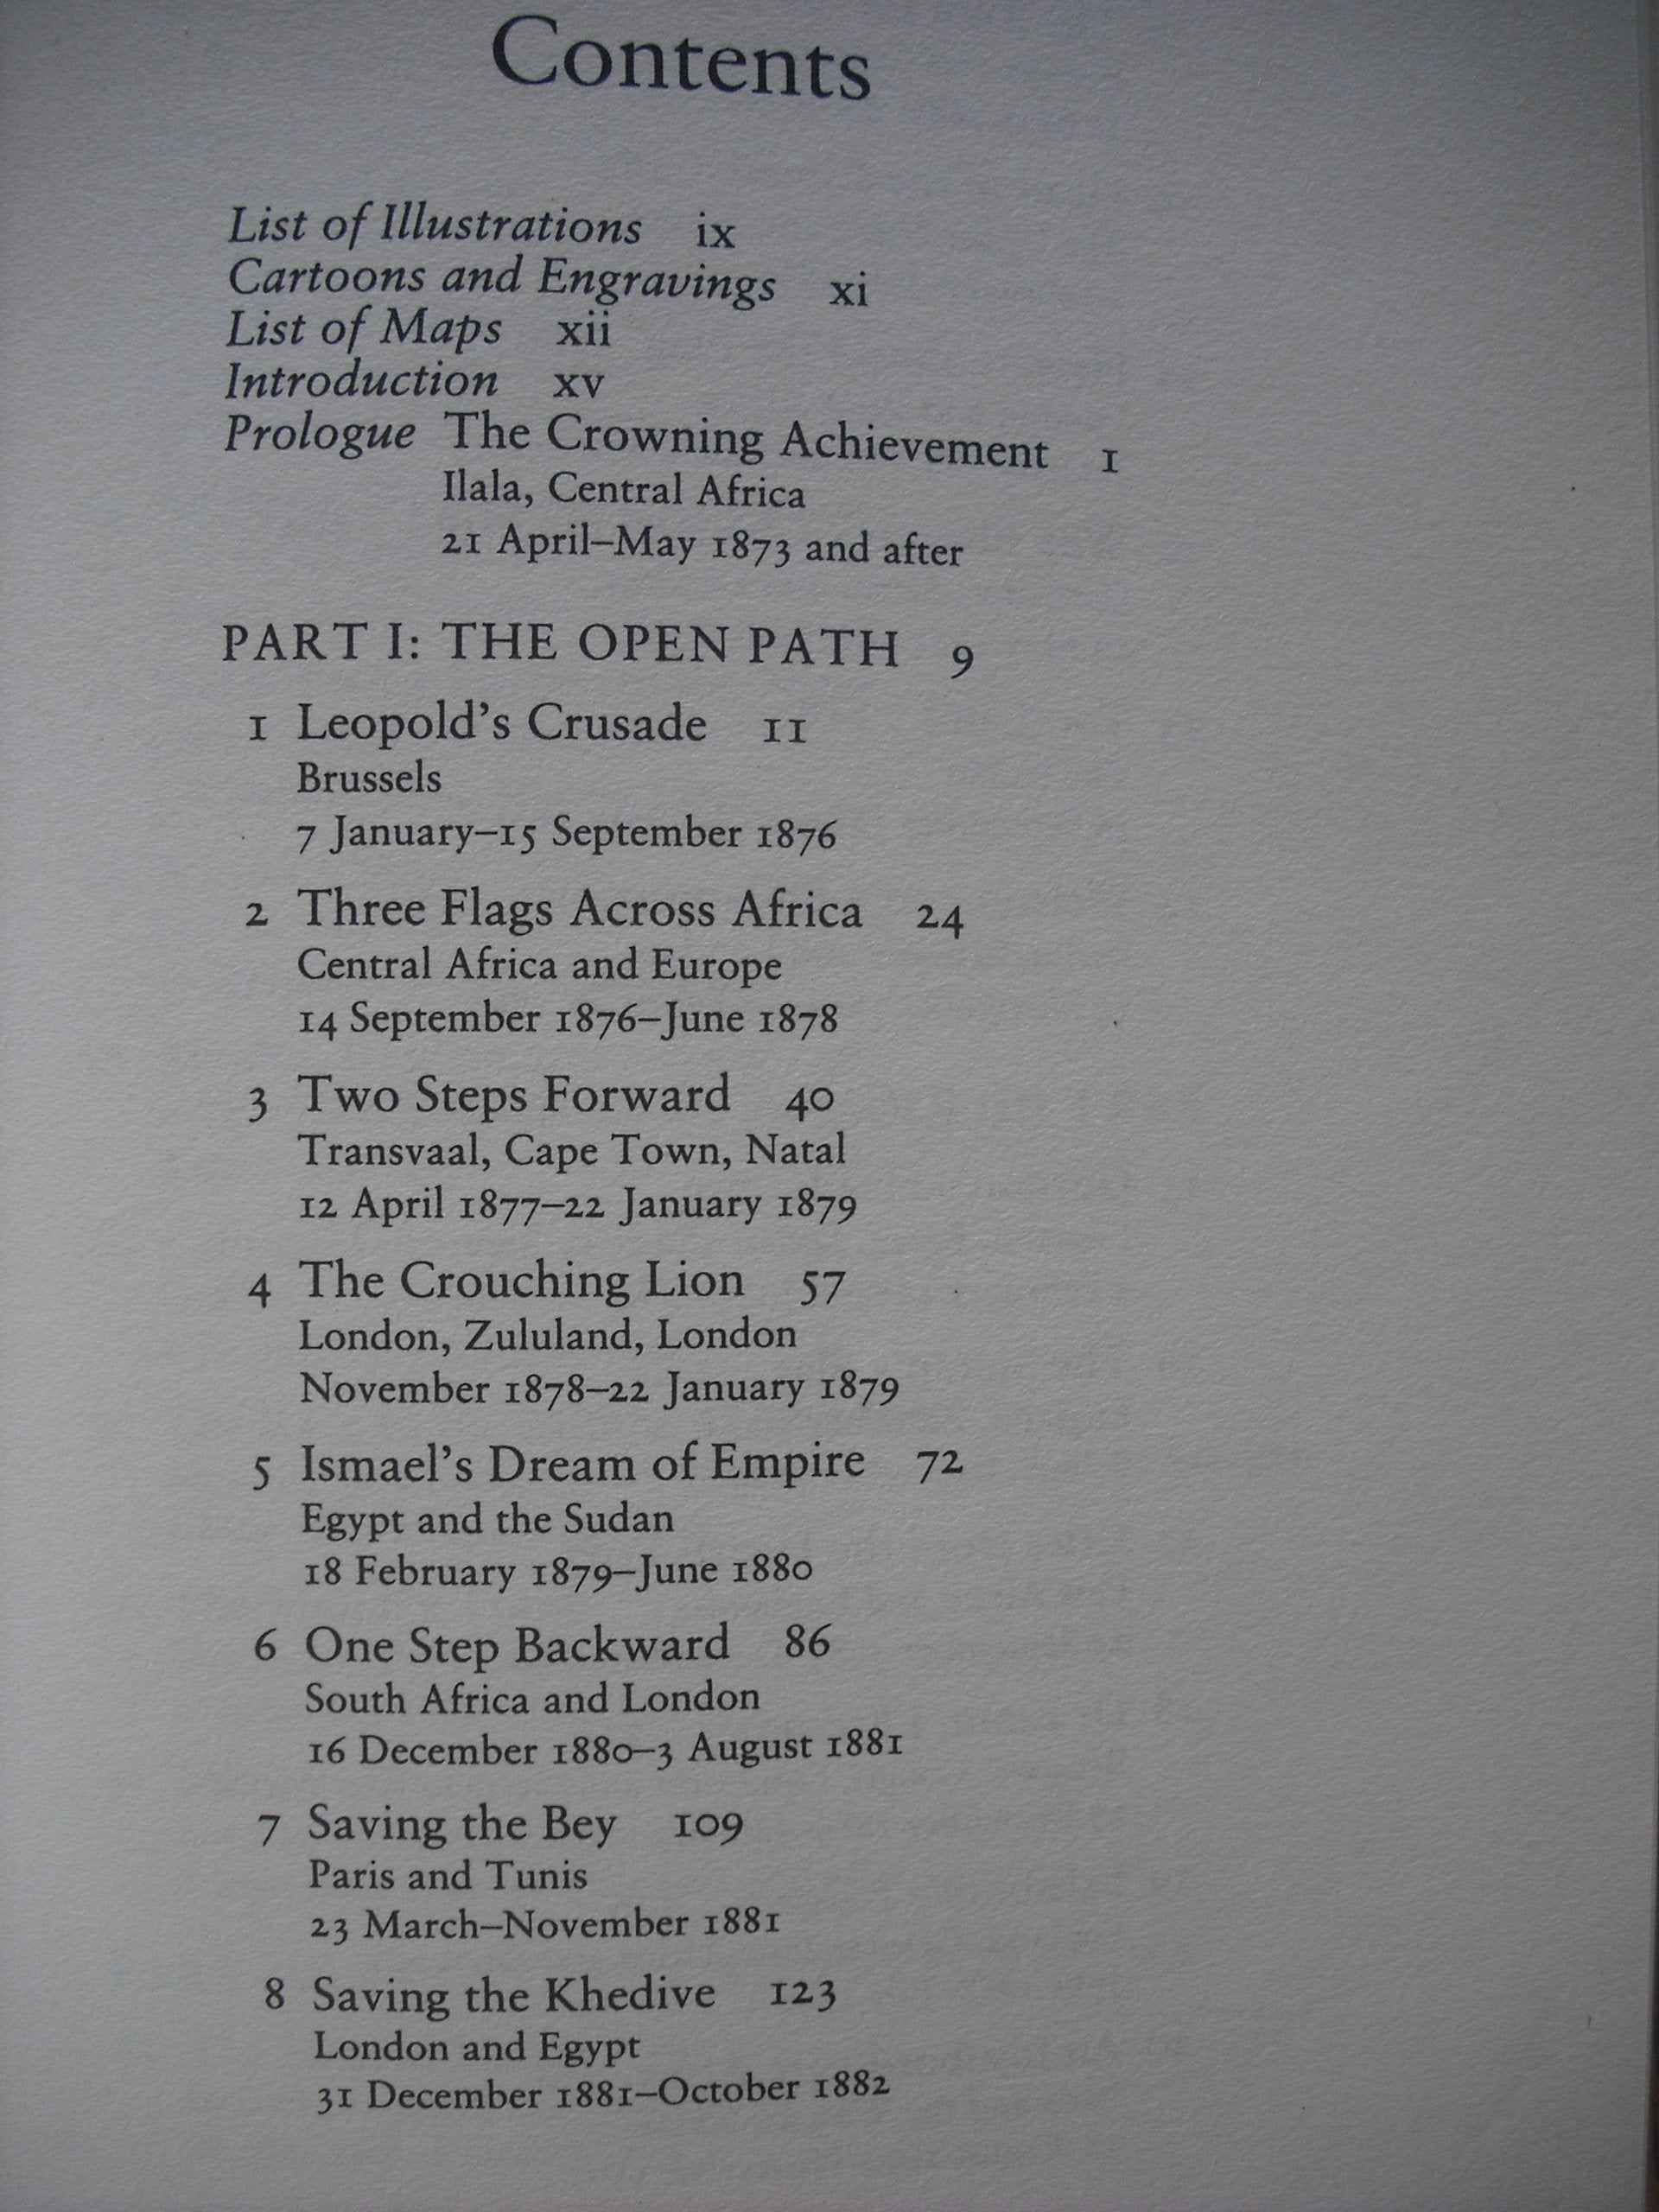 Contents
List of Illustrations ix
Cartoons and Engravings xi
List of Maps xii
Introduction xv
Prologue The Crowning Achievement 1
Ilala, Central Africa
21 April–May 1873 and after
PART I: THE OPEN PATH 9
1 Leopold’s Crusade 11
Brussels
7 January–15 September 1876
2 Three Flags Across Africa 24
Central Africa and Europe
14 September 1876–June 1878
3 Two Steps Forward 40
Transvaal, Cape Town, Natal
12 April 1877–22 January 1879
4 The Crouching Lion 57
London, Zululand, London
November 1878–22 January 1879
5 Ismael’s Dream of Empire 72
Egypt and the Sudan
18 February 1879–June 1880
6 One Step Backward 86
South Africa and London
16 December 1880–3 August 1881
7 Saving the Bey 109
Paris and Tunis
23 March–November 1881
8 Saving the Khedive 123
London and Egypt
31 December 1881–October 1882